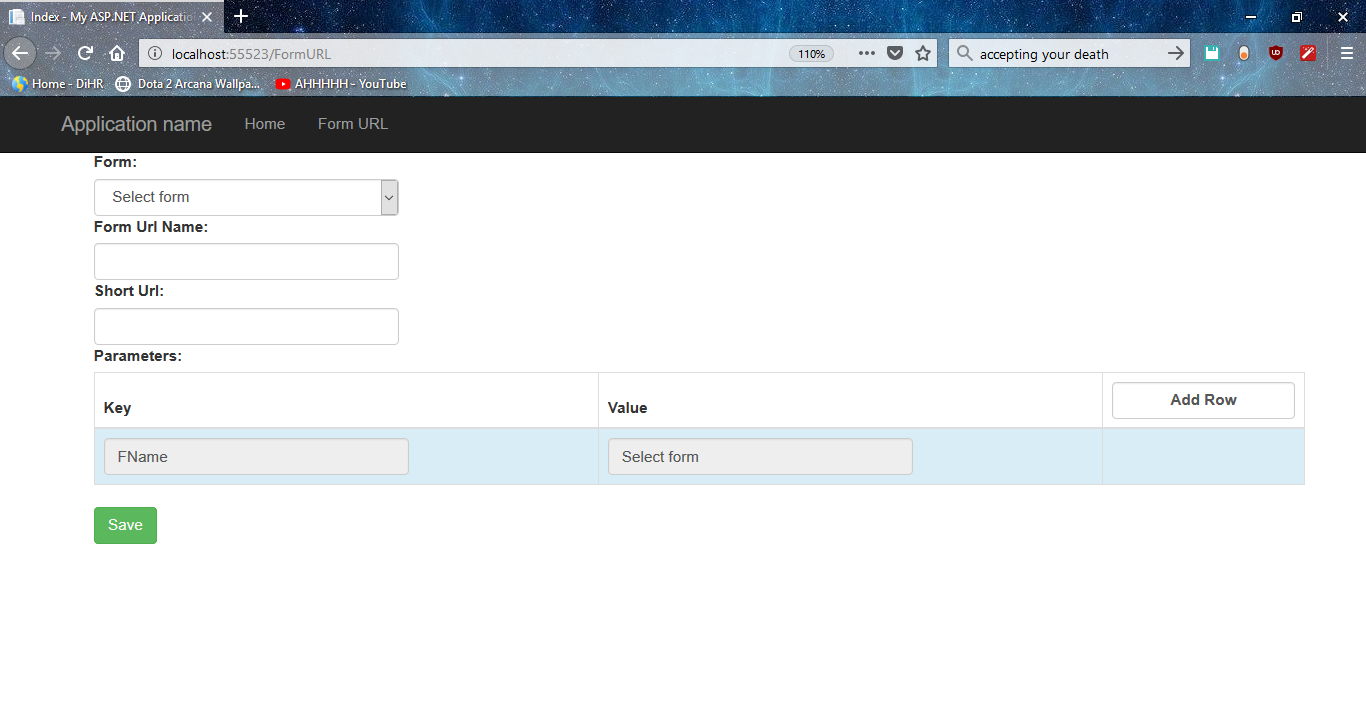 Index - My ASP.NET Applicatio
localhost:55523/FormURL
110%
accepting your death
Home - DiHR
Dota 2 Arcana Wallpa...
AHHHHH - YouTube
Application name
Home
Form URL
Form:
Select form
Form Url Name:
Short Url:
Parameters:
Key
Value
Add Row
FName
Select form
Save